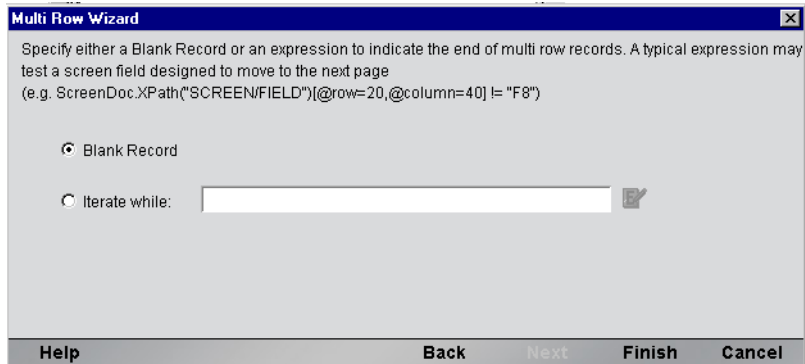 Multi Row Wizard
Specify either a Blank Record or an expression to indicate the end of multi row records. A typical expression may
test a screen field designed to move to the next page
(e.g. ScreenDoc.XPath("SCREEN/FIELD")[@row=20,@column=40] != "F8")
Blank Record
Iterate while:
Help Back Next Finish Cancel